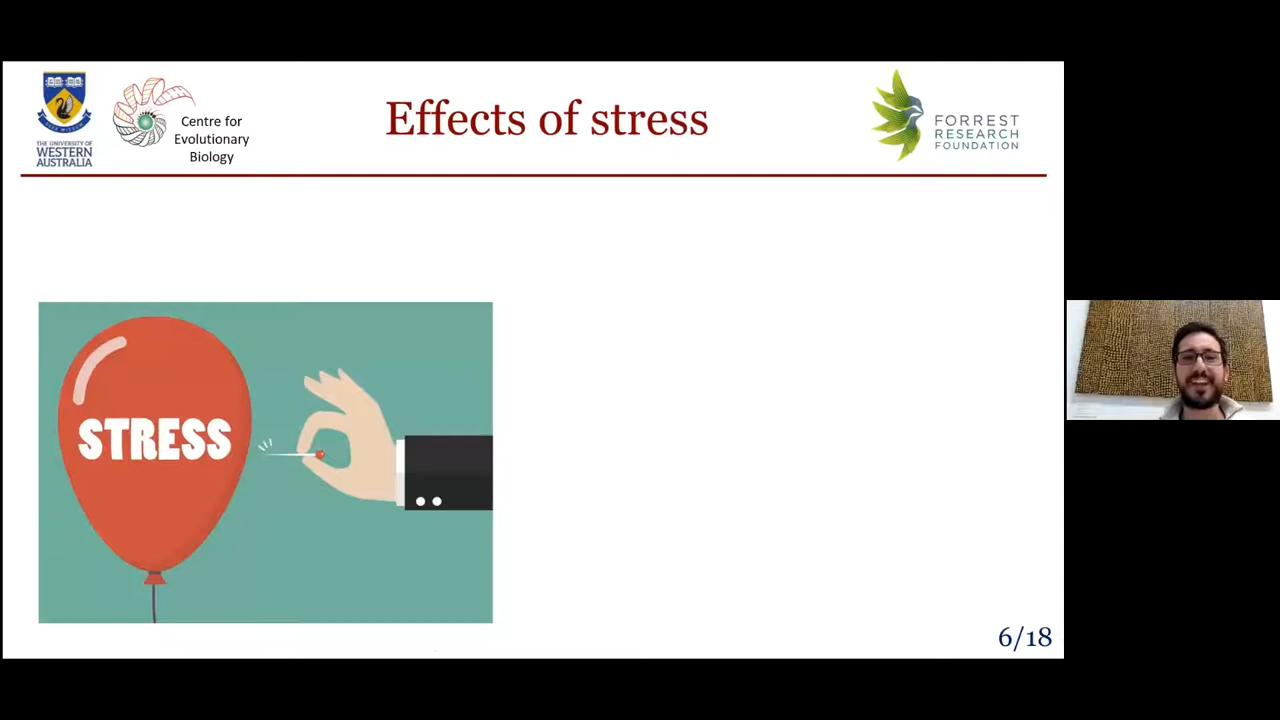 THE UNIVERSITY OF
WESTERN
AUSTRALIA
Centre for
Evolutionary
Biology
Effects of stress
FORREST
RESEARCH
FOUNDATION
STRESS
6/18